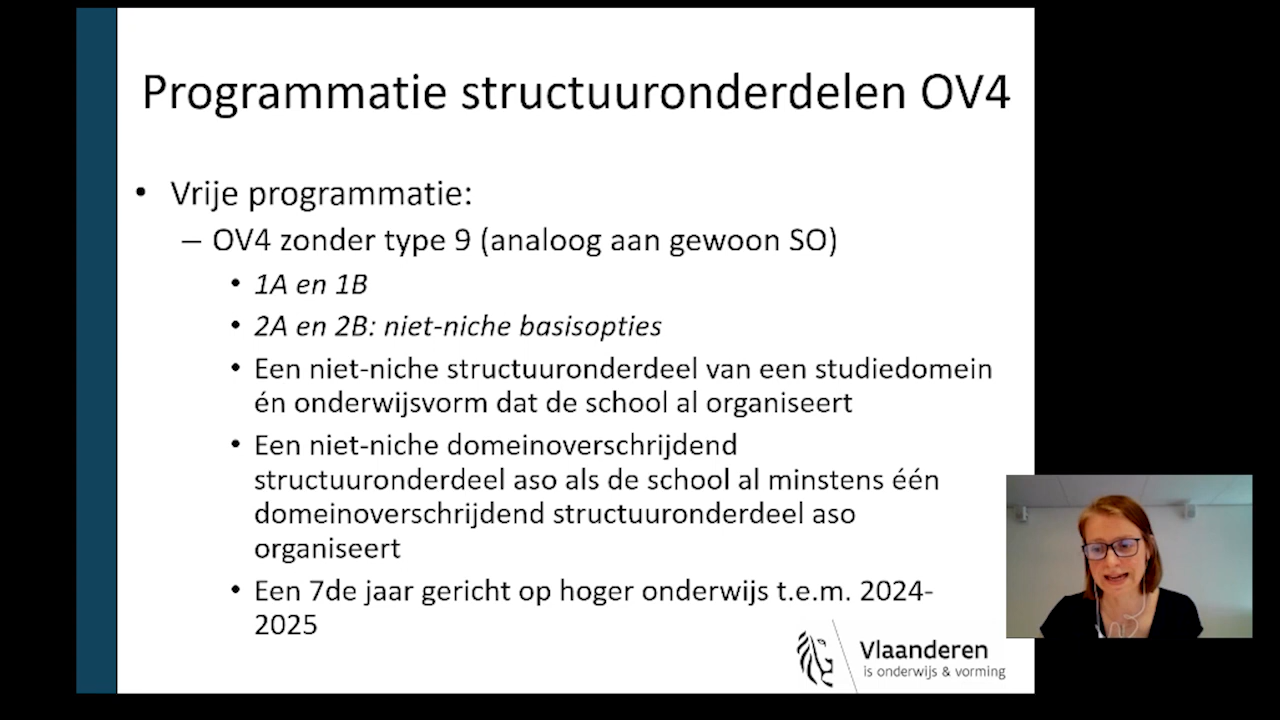 Programmatie structuuronderdelen OV4
• Vrije programmatie:
– OV4 zonder type 9 (analoog aan gewoon SO)
• 1A en 1B
• 2A en 2B: niet-niche basisopties
• Een niet-niche structuuronderdeel van een studiedomein
én onderwijsvorm dat de school al organiseert
• Een niet-niche domeinoverschrijdend
structuuronderdeel aso als de school al minstens één
domeinoverschrijdend structuuronderdeel aso
organiseert
• Een 7de jaar gericht op hoger onderwijs t.e.m. 2024-
2025
Vlaanderen
is onderwijs & vorming